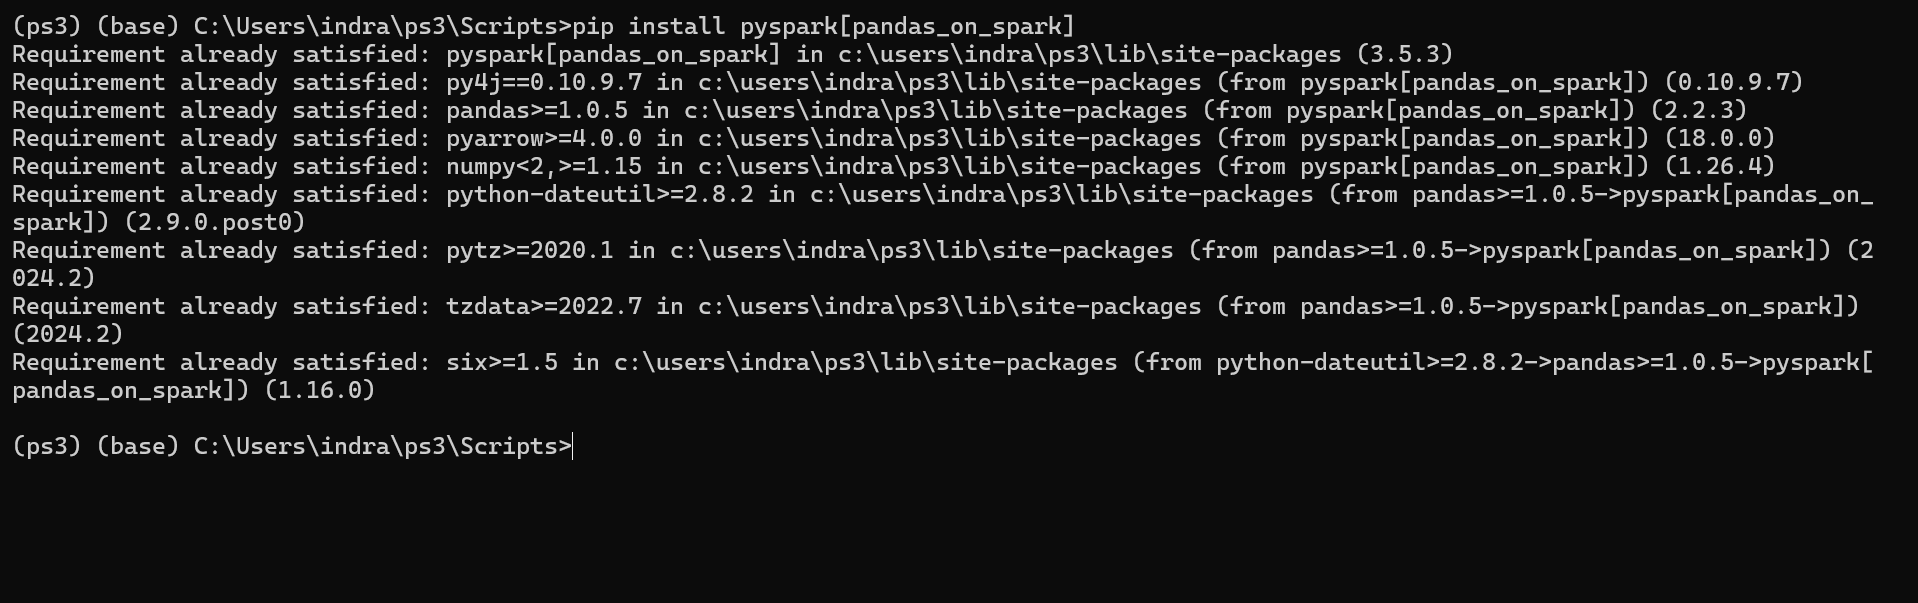 (ps3) (base) C:\Users\indra\ps3\Scripts>pip install pyspark[pandas_on_spark]
Requirement already satisfied: pyspark[pandas_on_spark] in c:\users\indra\ps3\lib\site-packages (3.5.3)
Requirement already satisfied: py4j==0.10.9.7 in c:\users\indra\ps3\lib\site-packages (from pyspark[pandas_on_spark]) (0.10.9.7)
Requirement already satisfied: pandas>=1.0.5 in c:\users\indra\ps3\lib\site-packages (from pyspark[pandas_on_spark]) (2.2.3)
Requirement already satisfied: pyarrow>=4.0.0 in c:\users\indra\ps3\lib\site-packages (from pyspark[pandas_on_spark]) (18.0.0)
Requirement already satisfied: numpy<2,>=1.15 in c:\users\indra\ps3\lib\site-packages (from pyspark[pandas_on_spark]) (1.26.4)
Requirement already satisfied: python-dateutil>=2.8.2 in c:\users\indra\ps3\lib\site-packages (from pandas>=1.0.5->pyspark[pandas_on_
spark]) (2.9.0.post0)
Requirement already satisfied: pytz>=2020.1 in c:\users\indra\ps3\lib\site-packages (from pandas>=1.0.5->pyspark[pandas_on_spark]) (2
024.2)
Requirement already satisfied: tzdata>=2022.7 in c:\users\indra\ps3\lib\site-packages (from pandas>=1.0.5->pyspark[pandas_on_spark])
(2024.2)
Requirement already satisfied: six>=1.5 in c:\users\indra\ps3\lib\site-packages (from python-dateutil>=2.8.2->pandas>=1.0.5->pyspark[
pandas_on_spark]) (1.16.0)
(ps3) (base) C:\Users\indra\ps3\Scripts>